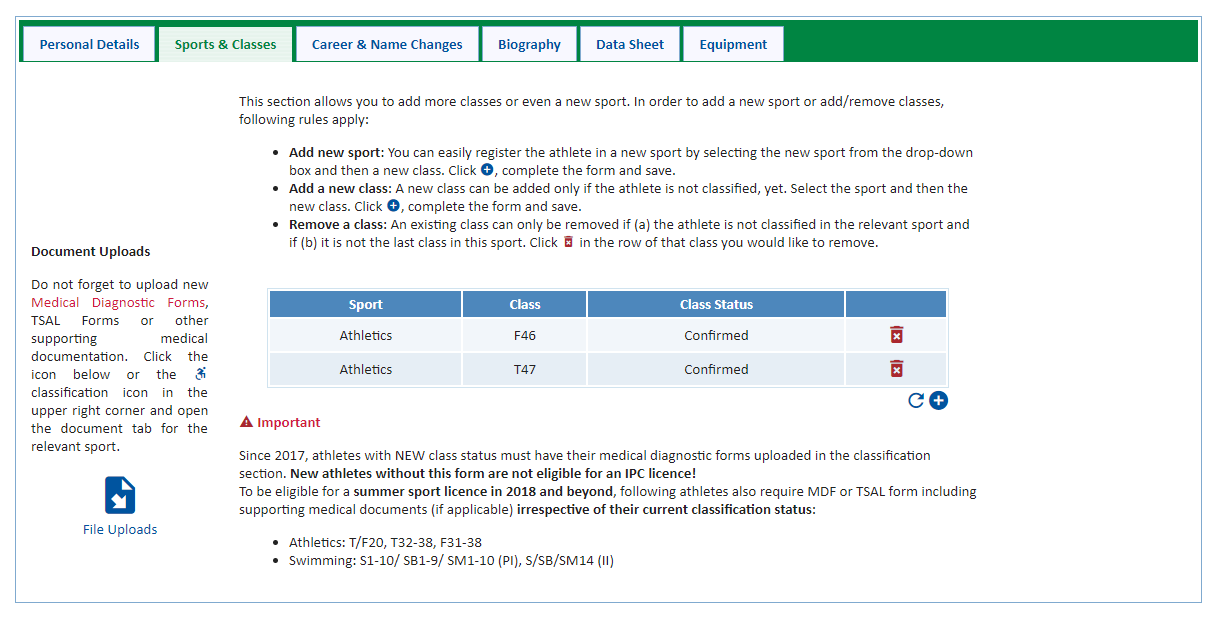 Personal Details
Sports & Classes
Career & Name Changes
Biography
Data Sheet
Equipment
This section allows you to add more classes or even a new sport. In order to add a new sport or add/remove classes,
following rules apply:
Add new sport: You can easily register the athlete in a new sport by selecting the new sport from the drop-down
box and then a new class. Click , complete the form and save.
Add a new class: A new class can be added only if the athlete is not classified, yet. Select the sport and then the
new class. Click , complete the form and save.
Remove a class: An existing class can only be removed if (a) the athlete is not classified in the relevant sport and
if (b) it is not the last class in this sport. Click in the row of that class you would like to remove.
Document Uploads
Do not forget to upload new
Medical Diagnostic Forms,
TSAL Forms or other
supporting medical
documentation. Click the
icon below or the
classification icon in the
upper right corner and open
the document tab for the
relevant sport.
File Uploads
Sport Class Class Status
Athletics F46 Confirmed
Athletics T47 Confirmed
Important
Since 2017, athletes with NEW class status must have their medical diagnostic forms uploaded in the classification
section. New athletes without this form are not eligible for an IPC licence!
To be eligible for a summer sport licence in 2018 and beyond, following athletes also require MDF or TSAL form including
supporting medical documents (if applicable) irrespective of their current classification status:
Athletics: T/F20, T32-38, F31-38
Swimming: S1-10/ SB1-9/ SM1-10 (PI), S/SB/SM14 (II)